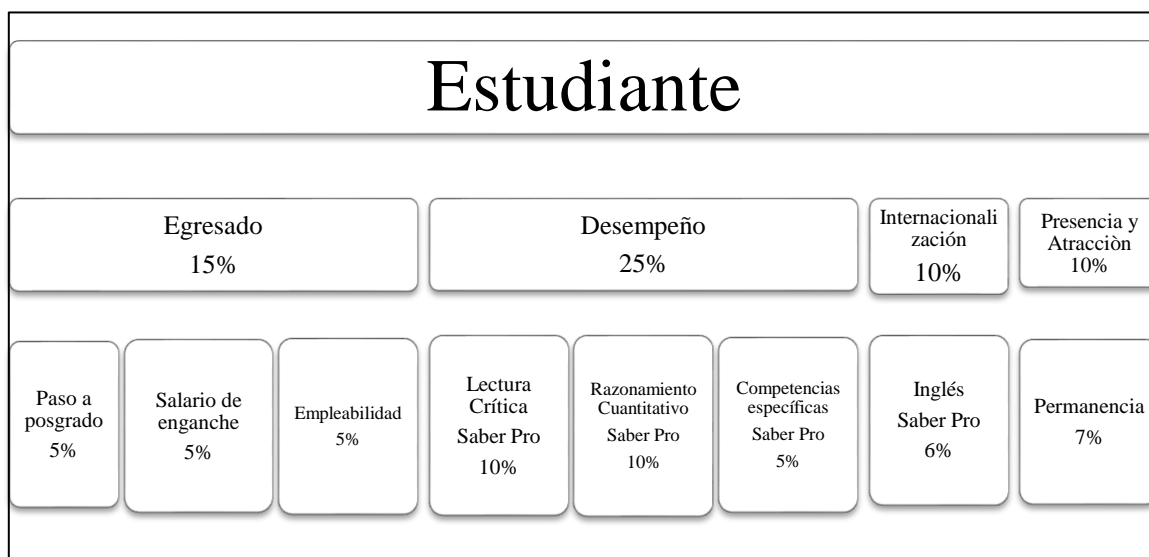 Estudiante
Egresado
15%
Desempeño
25%
Internacionali
zación
10%
Presencia y
Atracciòn
10%
Paso a
posgrado
5%
Salario de
enganche
5%
Empleabilidad
5%
Lectura
Crítica
Saber Pro
10%
Razonamiento
Cuantitativo
Saber Pro
10%
Competencias
específicas
Saber Pro
5%
Inglés
Saber Pro
6%
Permanencia
7%